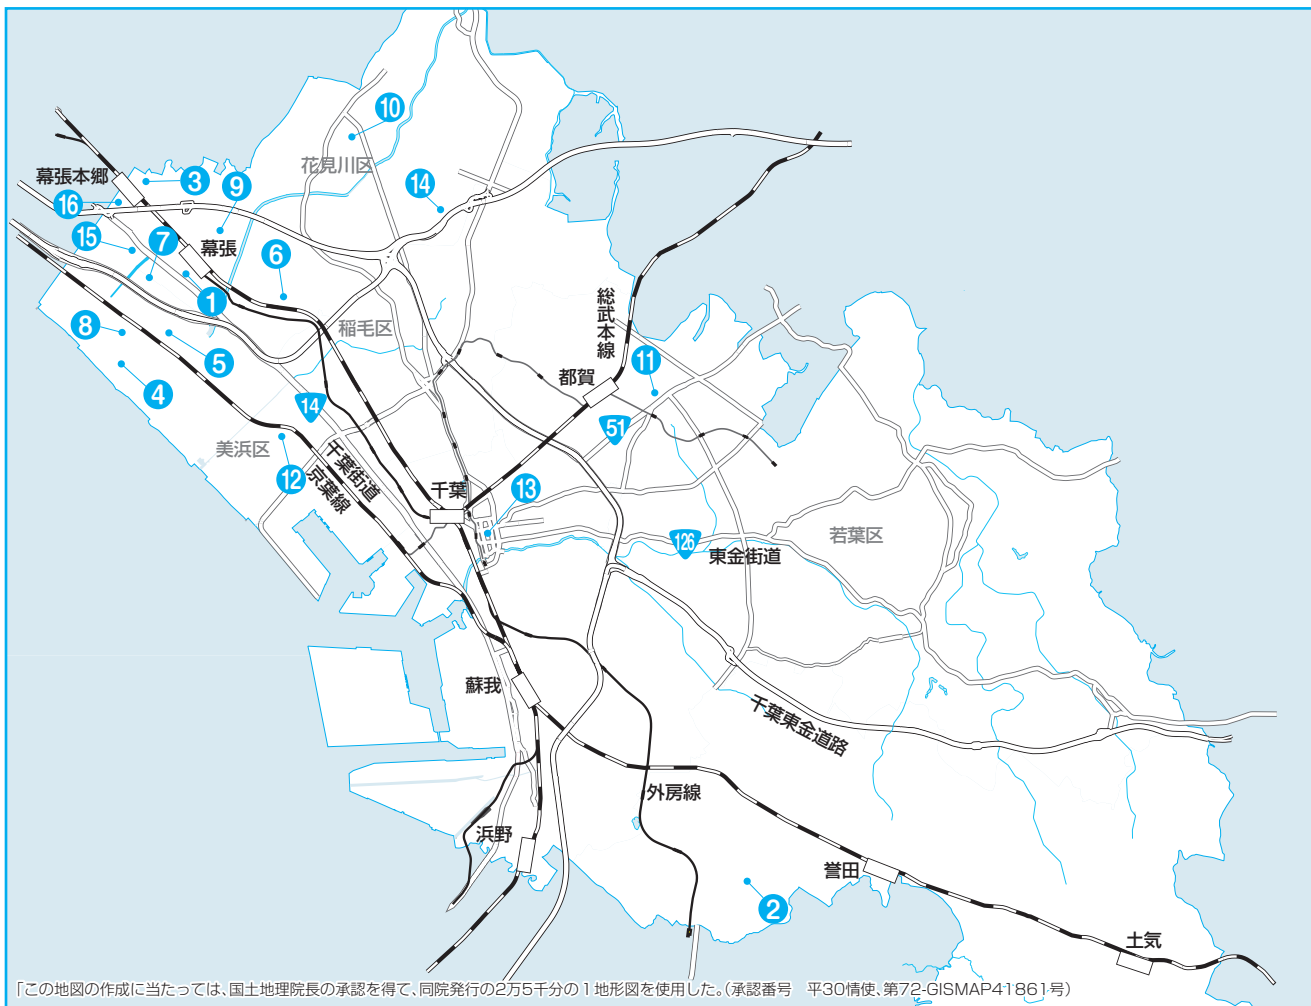 10
花見川区
幕張本郷
3
9
14
16
15
7
幕張
6
1
総武本線
稲毛区
8
5
11
都賀
4
14
51
美浜区
千葉街道
12
京葉線
千葉
13
126
東金街道
若葉区
蘇我
千葉東金道路
外房線
浜野
誉田
2
土気
「この地図の作成に当たっては、国土地理院長の承認を得て、同院発行の2万5千分の1地形図を使用した。(承認番号 平30情使、第72-GISMAP41861号)